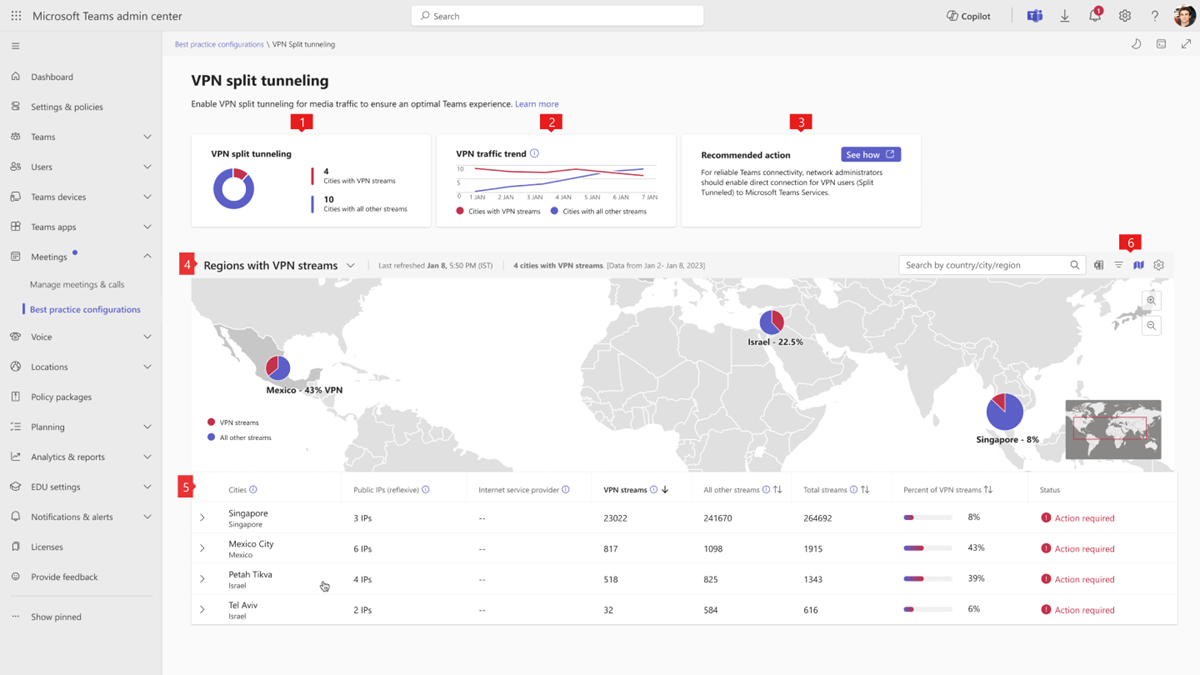 Microsoft Teams admin center
Search
Copilot
1
Best practice configurations \ VPN Split tunneling
Dashboard
Settings & policies
Teams
Users
Teams devices
Teams apps
Meetings
Manage meetings & calls
Best practice configurations
Voice
Locations
Policy packages
Planning
Analytics & reports
EDU settings
Notifications & alerts
Licenses
Provide feedback
Show pinned
VPN split tunneling
Enable VPN split tunneling for media traffic to ensure an optimal Teams experience. Learn more
1
VPN split tunneling
4
Cities with VPN streams
10
Cities with all other streams
2
VPN traffic trend
10
5
0
1 JAN 2 JAN 3 JAN 4 JAN 5 JAN 6 JAN 7 JAN
Cities with VPN streams Cities with all other streams
3
Recommended action
See how
For reliable Teams connectivity, network administrators
should enable direct connection for VPN users (Split
Tunneled) to Microsoft Teams Services.
4
Regions with VPN streams
Last refreshed Jan 8, 5:50 PM (IST)
4 cities with VPN streams. [Data from Jan 2- Jan 8, 2023]
Search by country/city/region
6
Israel - 22.5%
Mexico - 43% VPN
Singapore - 8%
VPN streams
All other streams
5
Cities Public IPs (reflexive) Internet service provider VPN streams All other streams Total streams Percent of VPN streams Status
Singapore
Singapore
3 IPs -- 23022 241670 264692 8% Action required
Mexico City
Mexico
6 IPs -- 817 1098 1915 43% Action required
Petah Tikva
Israel
4 IPs -- 518 825 1343 39% Action required
Tel Aviv
Israel
2 IPs -- 32 584 616 6% Action required